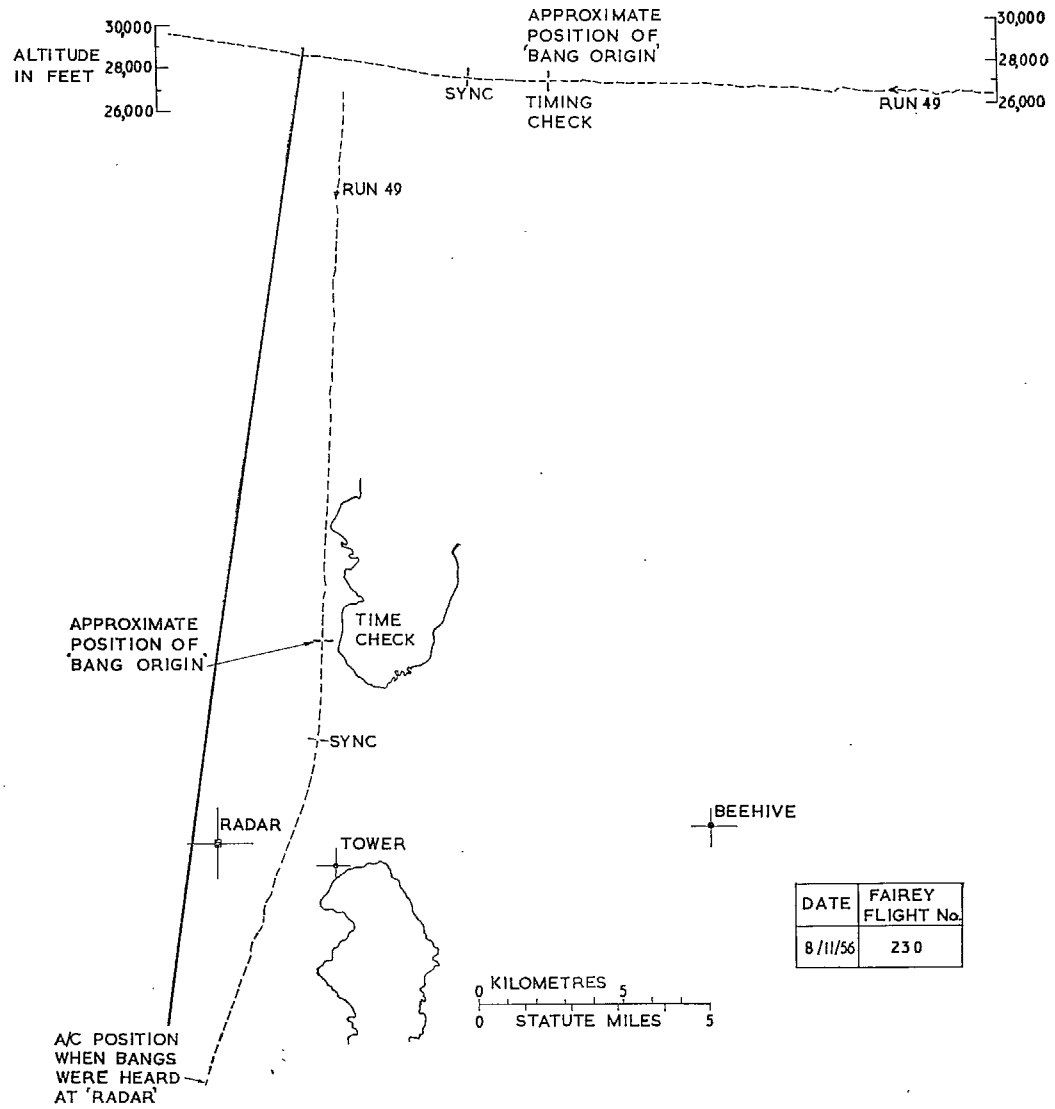 30,000
ALTITUDE
IN FEET
28,000
26,000
APPROXIMATE
POSITION OF
'BANG ORIGIN'
SYNC
TIMING
CHECK
RUN 49
30,000
28,000
26,000
RUN 49
APPROXIMATE
POSITION OF
'BANG ORIGIN'
TIME
CHECK
SYNC
RADAR
TOWER
BEEHIVE
DATE FAIREY
FLIGHT No.
8/11/56 230
0 KILOMETRES 5
0 STATUTE MILES 5
A/C POSITION
WHEN BANGS
WERE HEARD
AT 'RADAR'